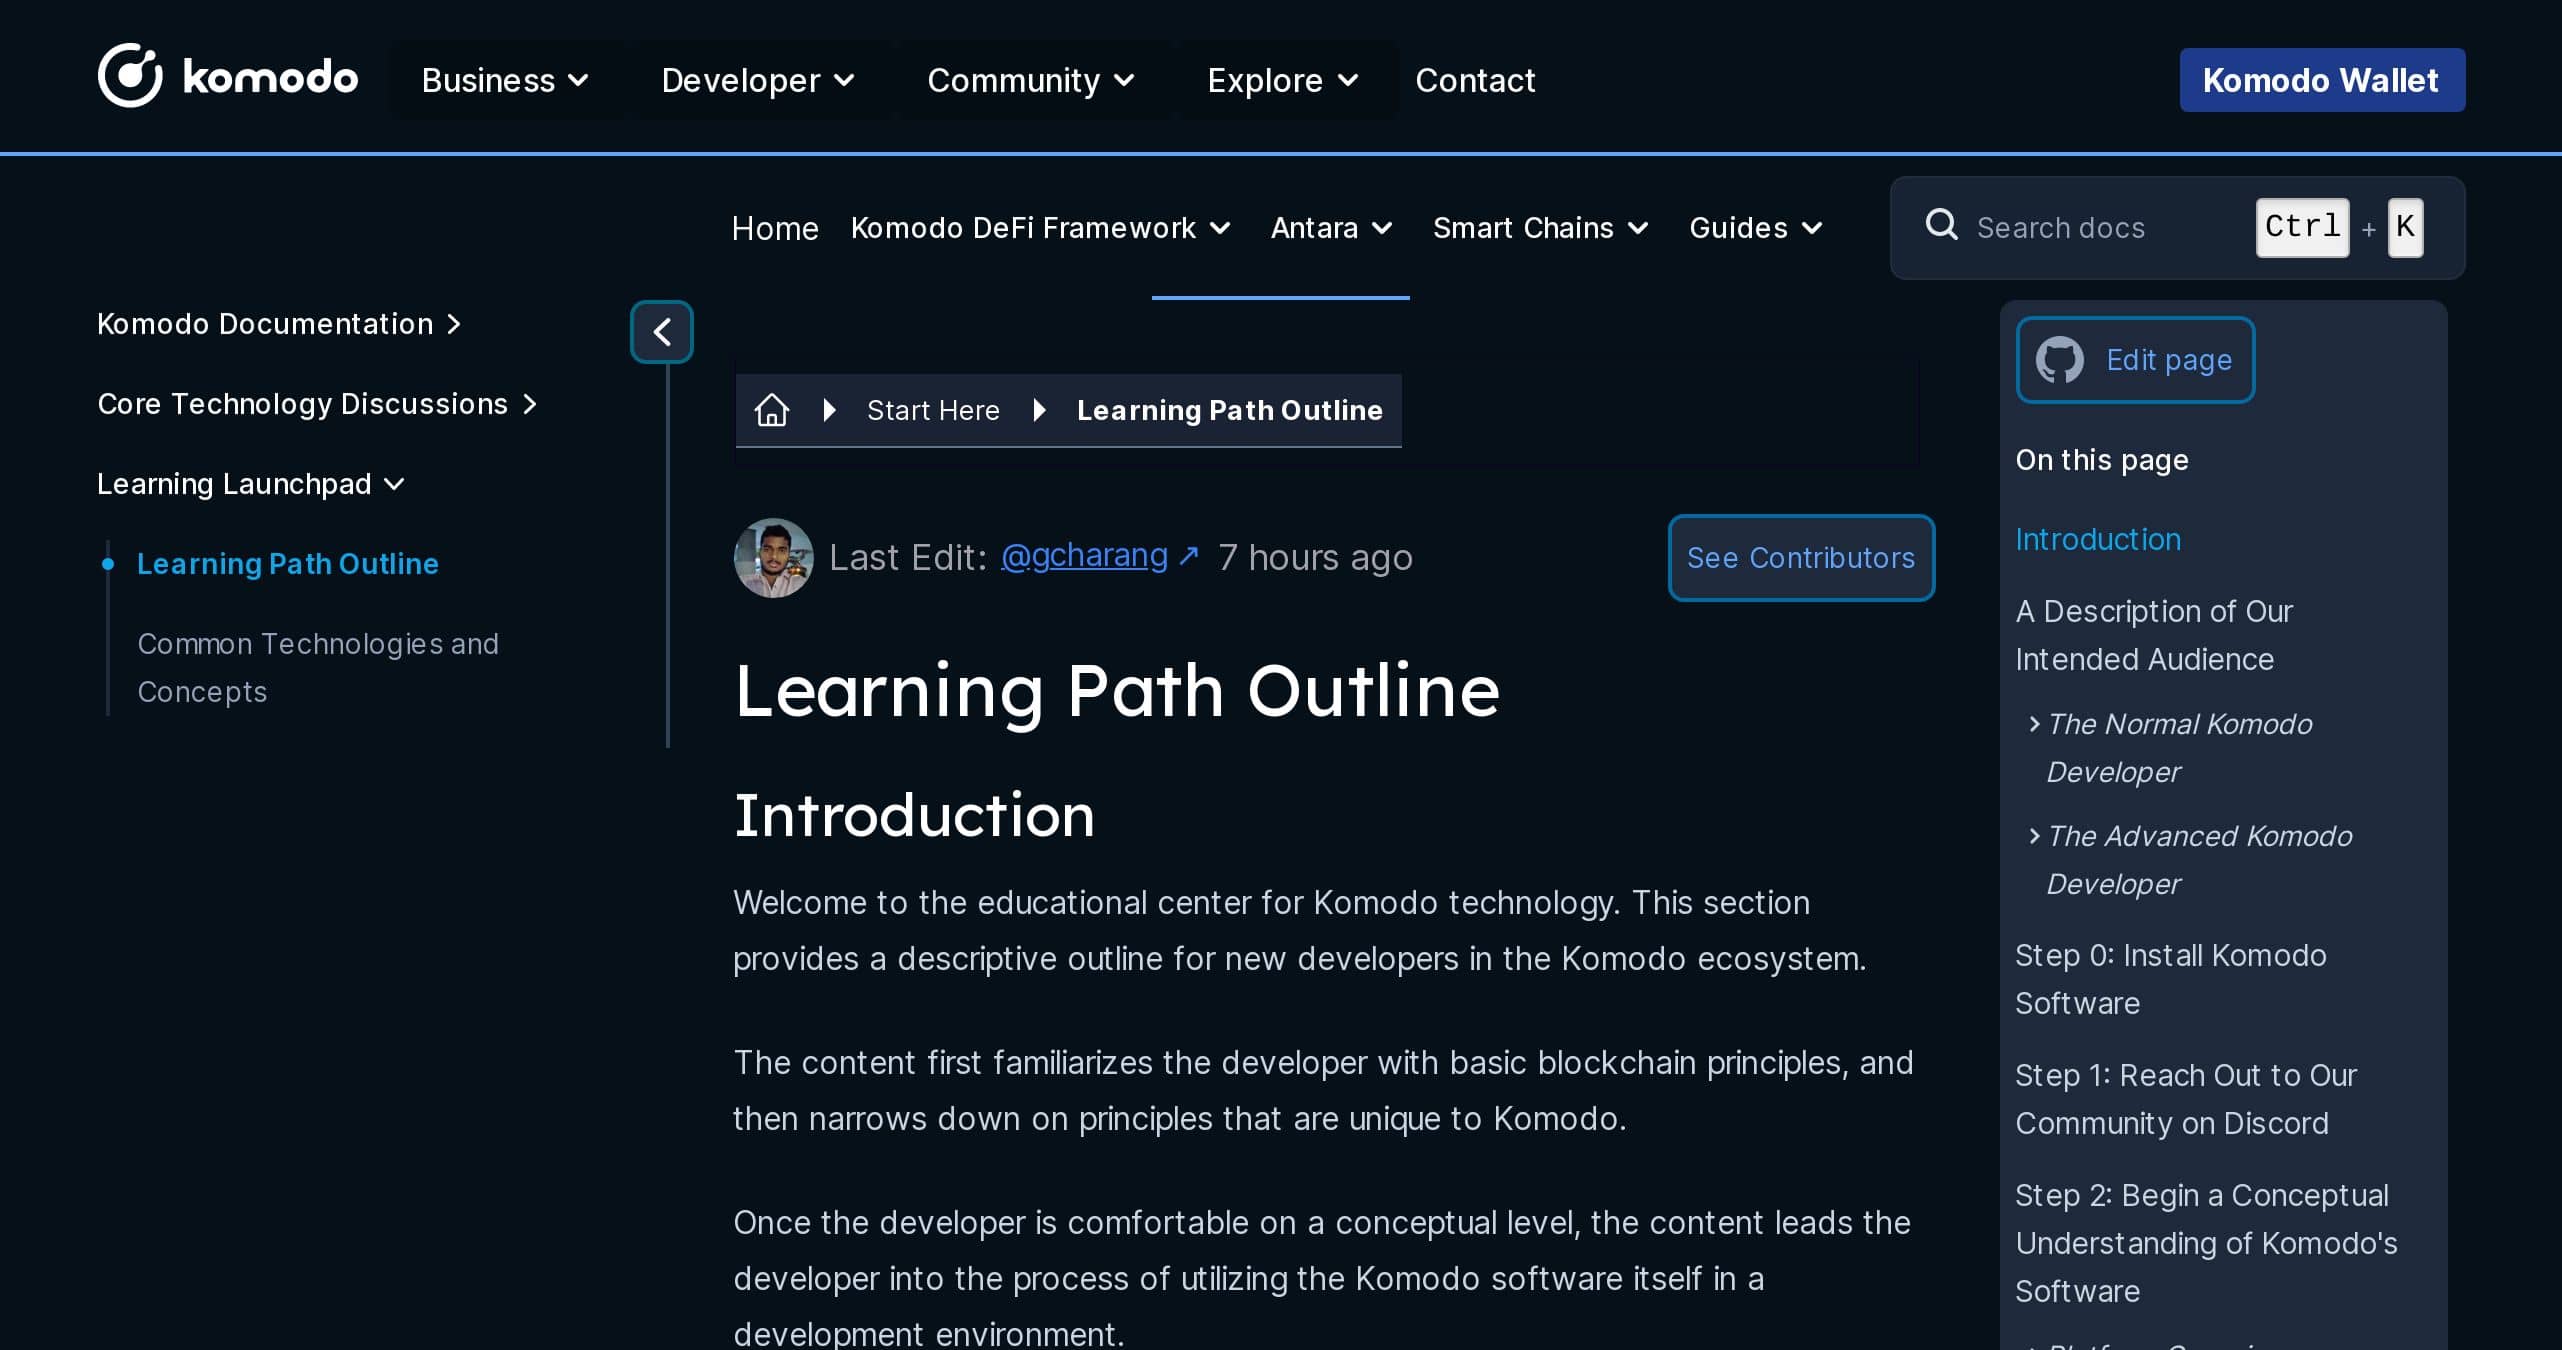 komodo
Business
Developer
Community
Explore
Contact
Komodo Wallet
Home
Komodo DeFi Framework
Antara
Smart Chains
Guides
Search docs
Ctrl + K
Komodo Documentation
Core Technology Discussions
Learning Launchpad
Learning Path Outline
Common Technologies and
Concepts
Start Here
Learning Path Outline
Last Edit: @gcharang ↗ 7 hours ago
See Contributors
Learning Path Outline
Introduction
Welcome to the educational center for Komodo technology. This section
provides a descriptive outline for new developers in the Komodo ecosystem.
The content first familiarizes the developer with basic blockchain principles, and
then narrows down on principles that are unique to Komodo.
Once the developer is comfortable on a conceptual level, the content leads the
developer into the process of utilizing the Komodo software itself in a
development environment.
Edit page
On this page
Introduction
A Description of Our
Intended Audience
The Normal Komodo
Developer
The Advanced Komodo
Developer
Step 0: Install Komodo
Software
Step 1: Reach Out to Our
Community on Discord
Step 2: Begin a Conceptual
Understanding of Komodo's
Software